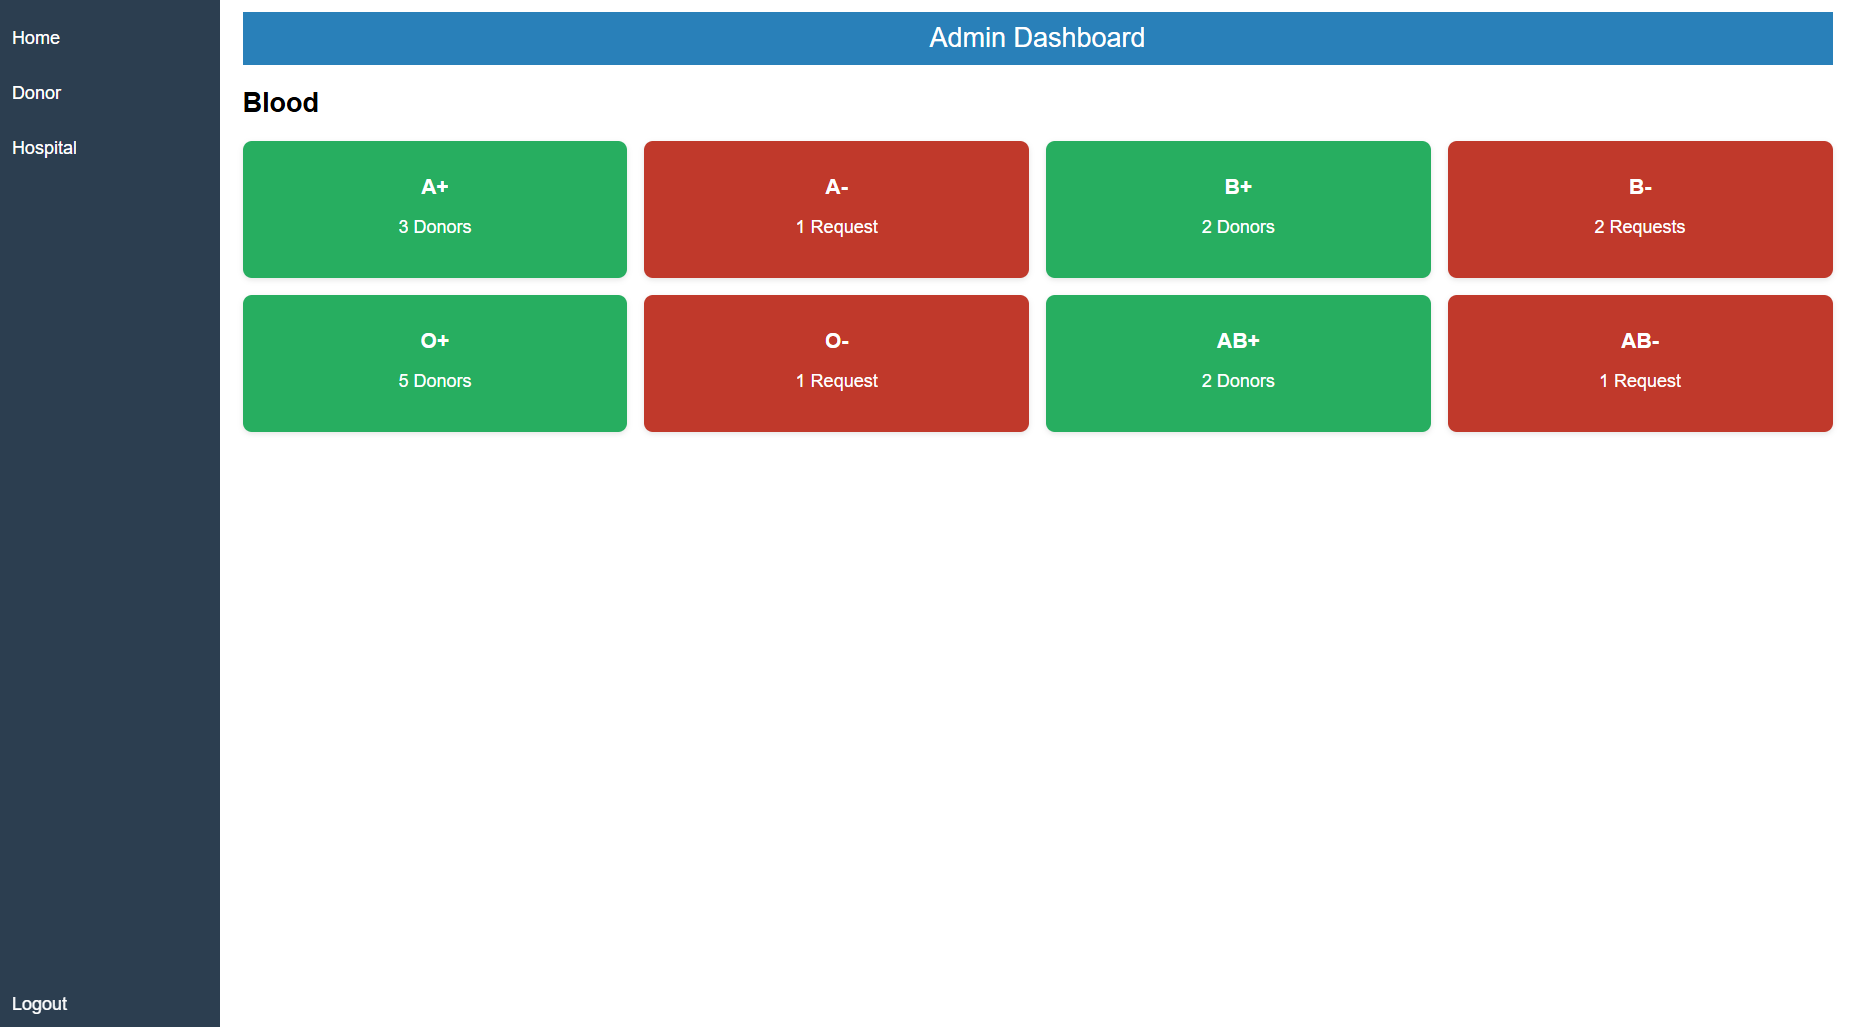 Home
Donor
Hospital
Logout
Admin Dashboard
Blood
A+
3 Donors
A-
1 Request
B+
2 Donors
B-
2 Requests
O+
5 Donors
O-
1 Request
AB+
2 Donors
AB-
1 Request